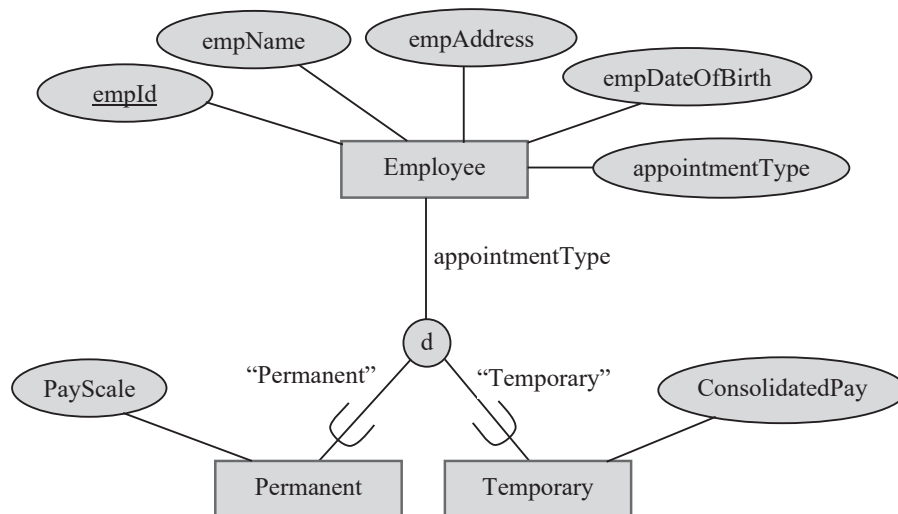 empName
empAddress
empId
empDateOfBirth
Employee
appointmentType
appointmentType
d
“Permanent”
“Temporary”
PayScale
ConsolidatedPay
Permanent
Temporary